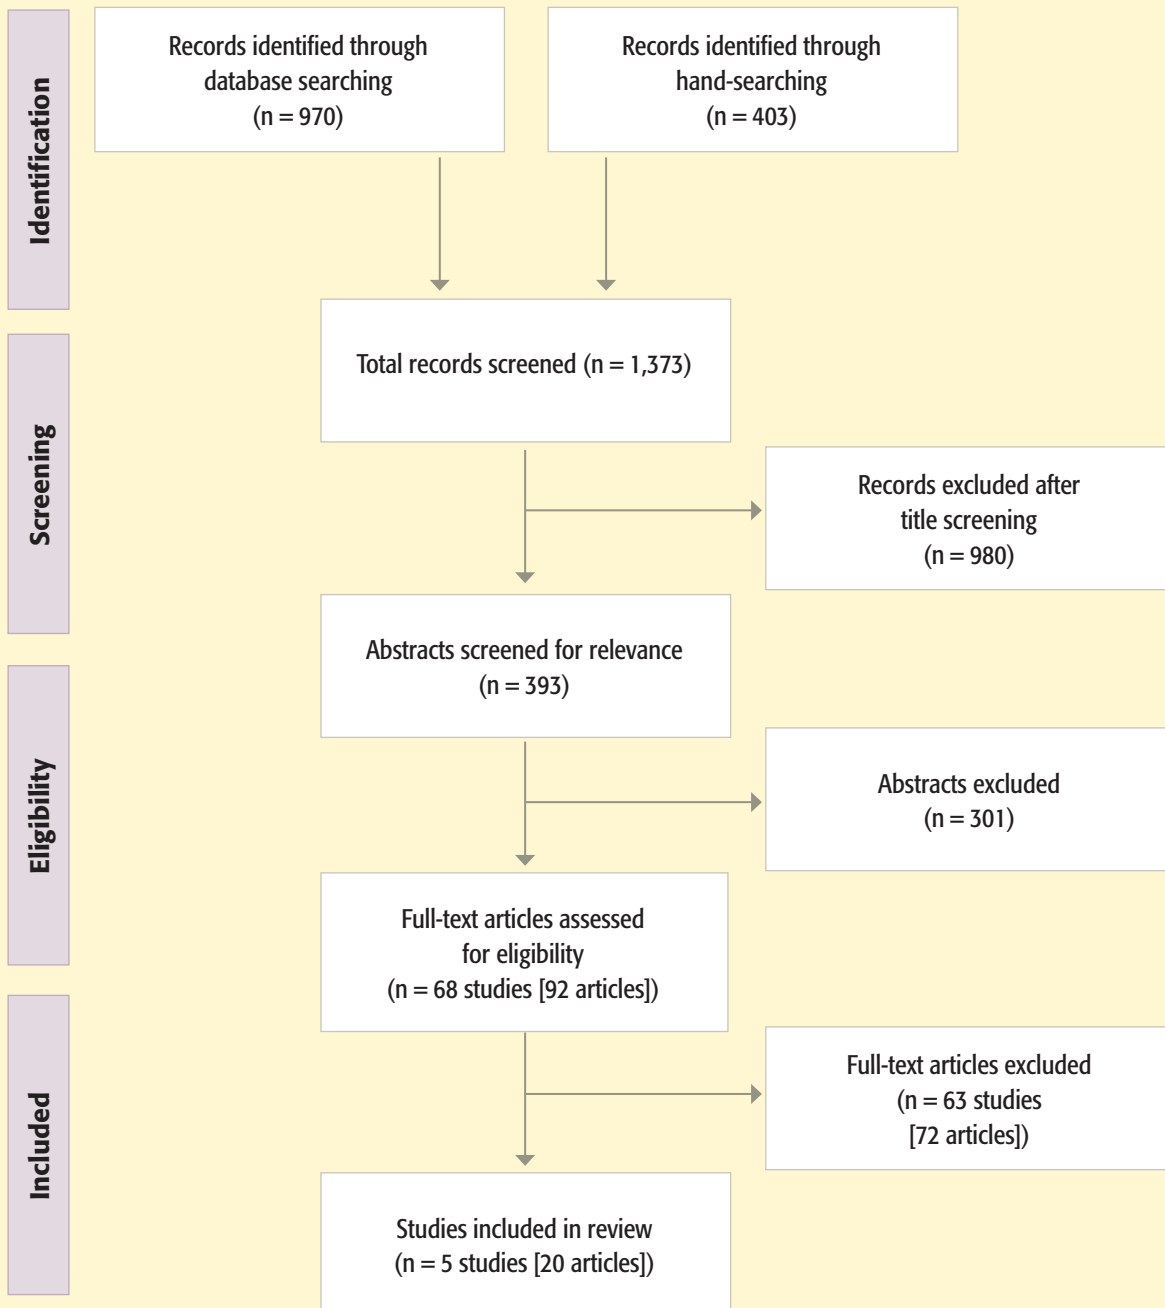 Identification
Records identified through
database searching
(n = 970)
Records identified through
hand-searching
(n = 403)
Screening
Total records screened (n = 1,373)
Records excluded after
title screening
(n = 980)
Abstracts screened for relevance
(n = 393)
Eligibility
Abstracts excluded
(n = 301)
Full-text articles assessed
for eligibility
(n = 68 studies [92 articles])
Included
Full-text articles excluded
(n = 63 studies
[72 articles])
Studies included in review
(n = 5 studies [20 articles])